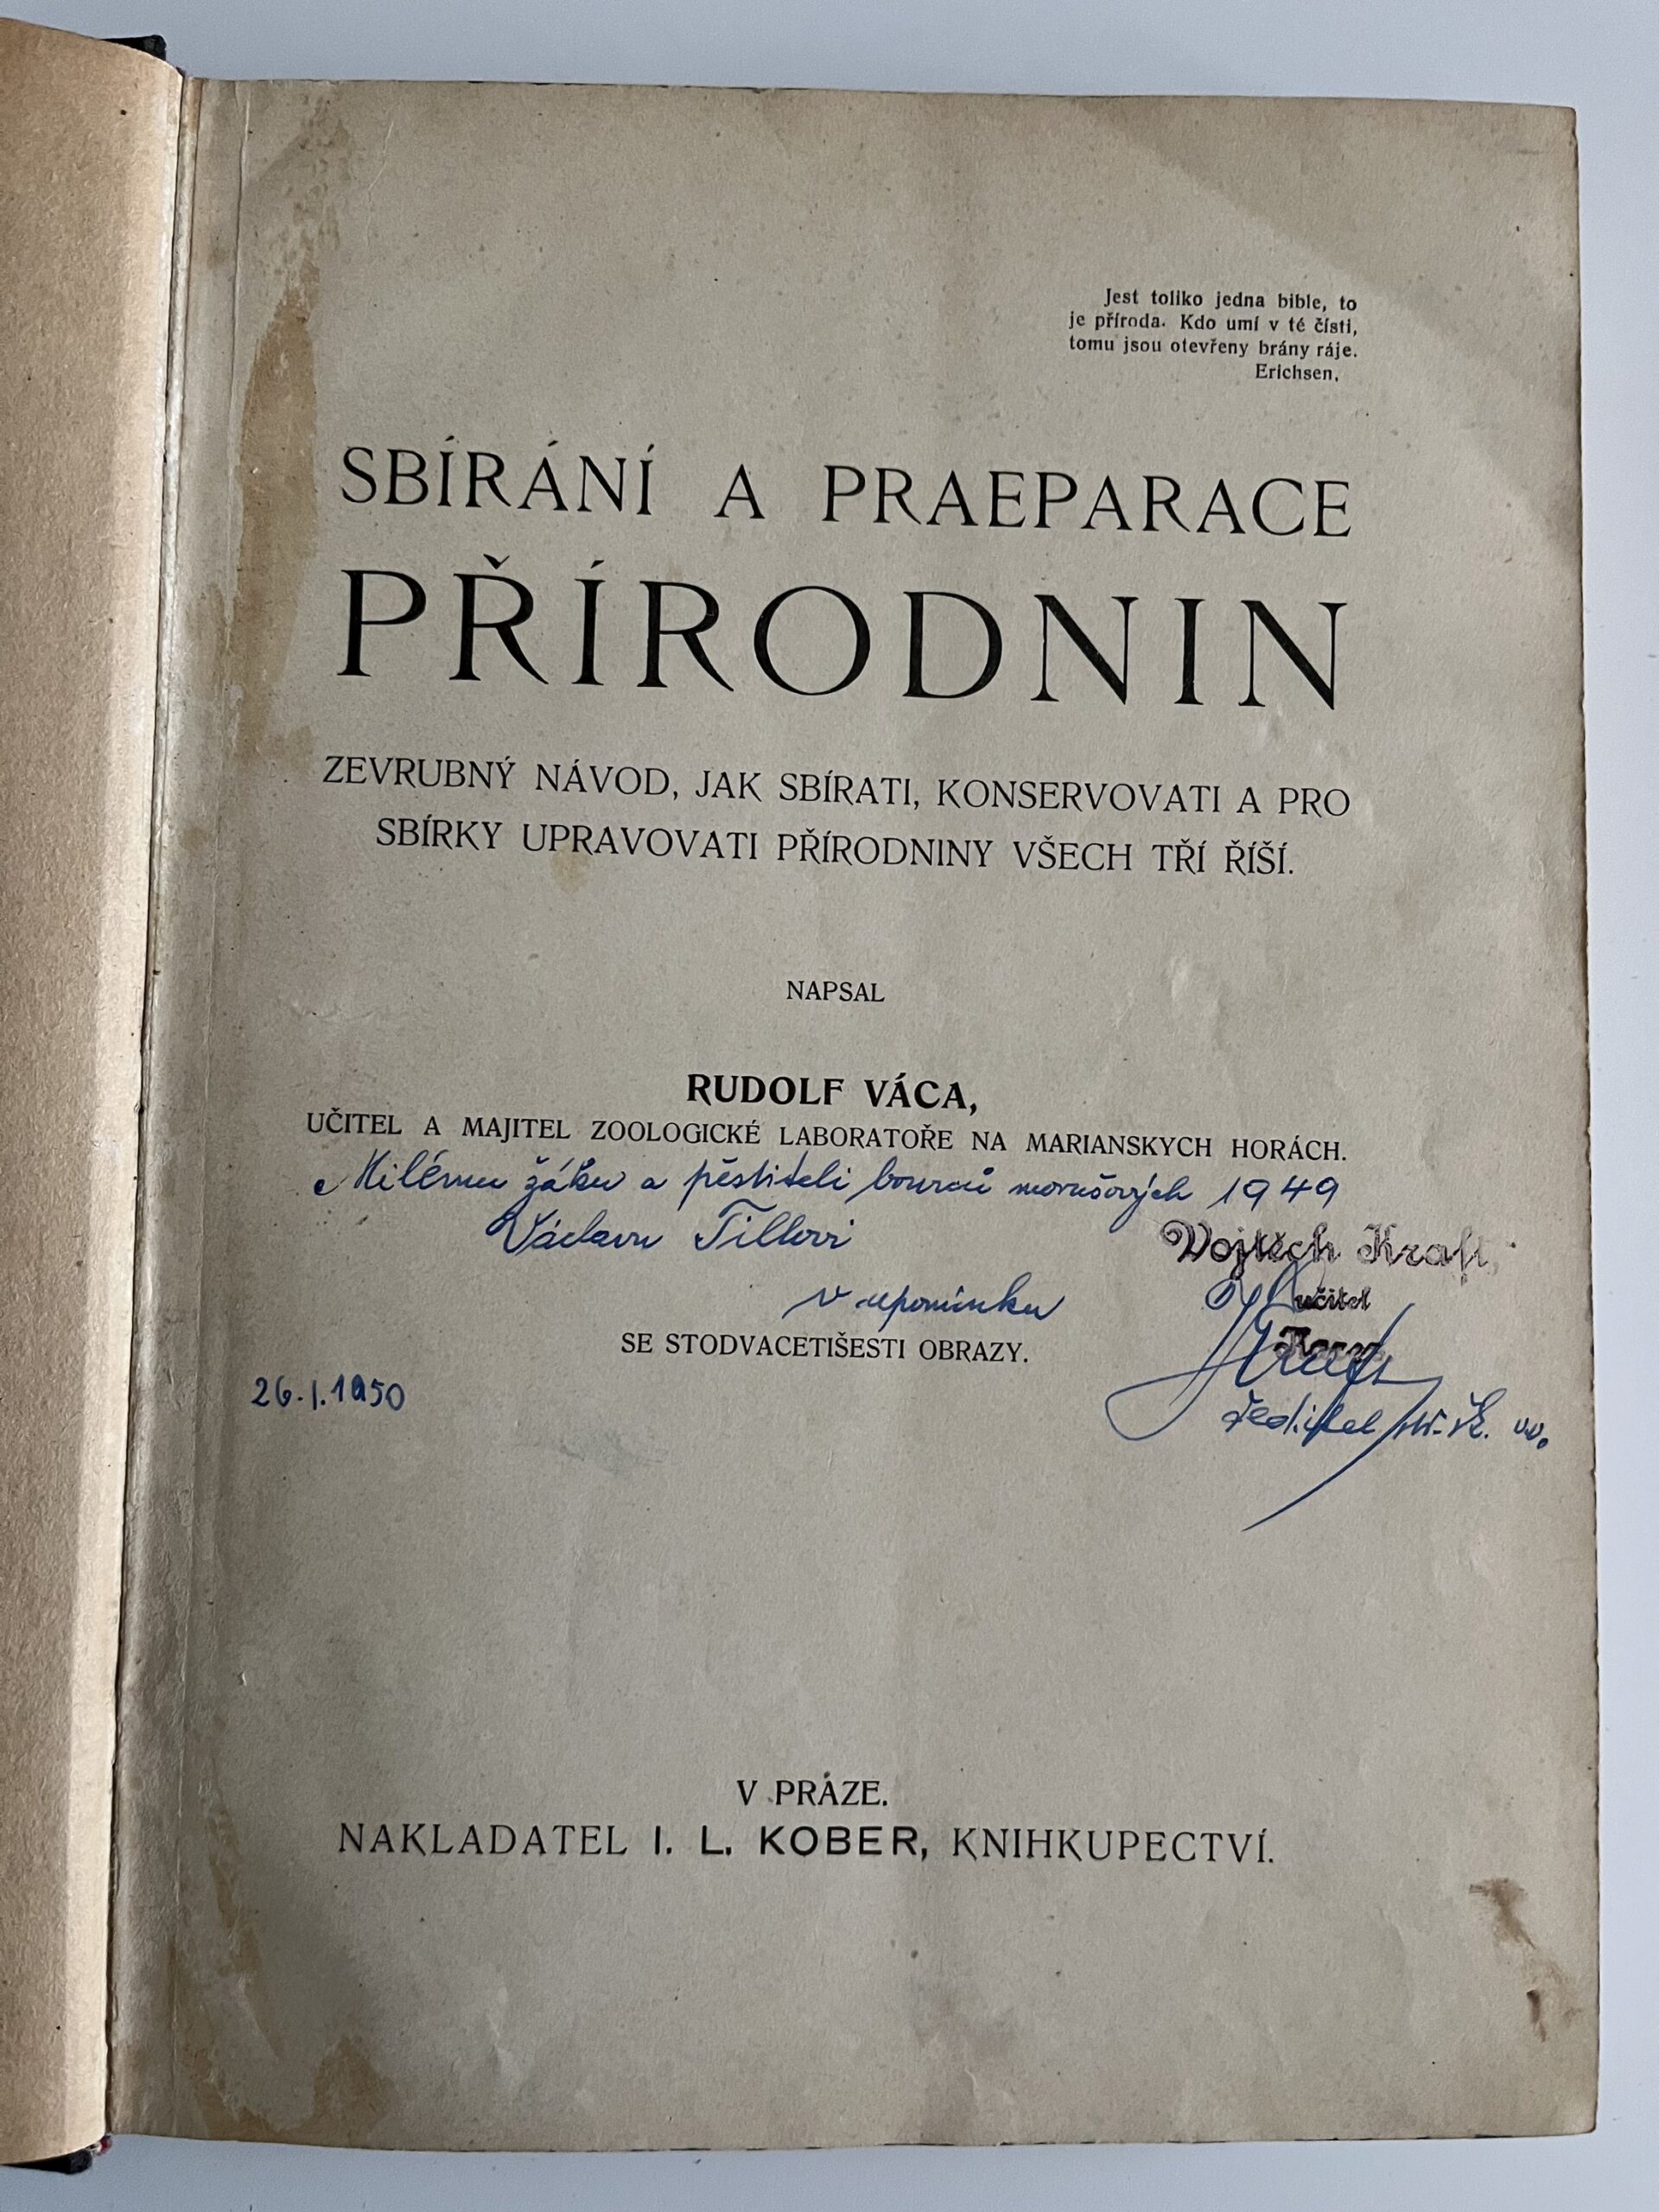 Jest toliko jedna bible, to
je příroda. Kdo umí v té čísti,
tomu jsou otevřeny brány ráje.
Erichsen.
SBÍRÁNÍ A PRAEPARACE
PŘÍRODNIN
ZEVRUBNÝ NÁVOD, JAK SBÍRATI, KONSERVOVATI A PRO
SBÍRKY UPRAVOVATI PŘÍRODNINY VŠECH TŘÍ ŘÍŠÍ.
NAPSAL
RUDOLF VÁCA,
UČITEL A MAJITEL ZOOLOGICKÉ LABORATOŘE NA MARIANSKYCH HORÁCH.
Milému žáku a pěstiteli bourců morušových 1949
Václavu Tillovi
Vojtěch Kraft,
učitel
v upomínku
SE STODVACETIŠESTI OBRAZY.
26.I.1950
ředitel
V PRÁZE.
NAKLADATEL I. L. KOBER, KNIHKUPECTVÍ.